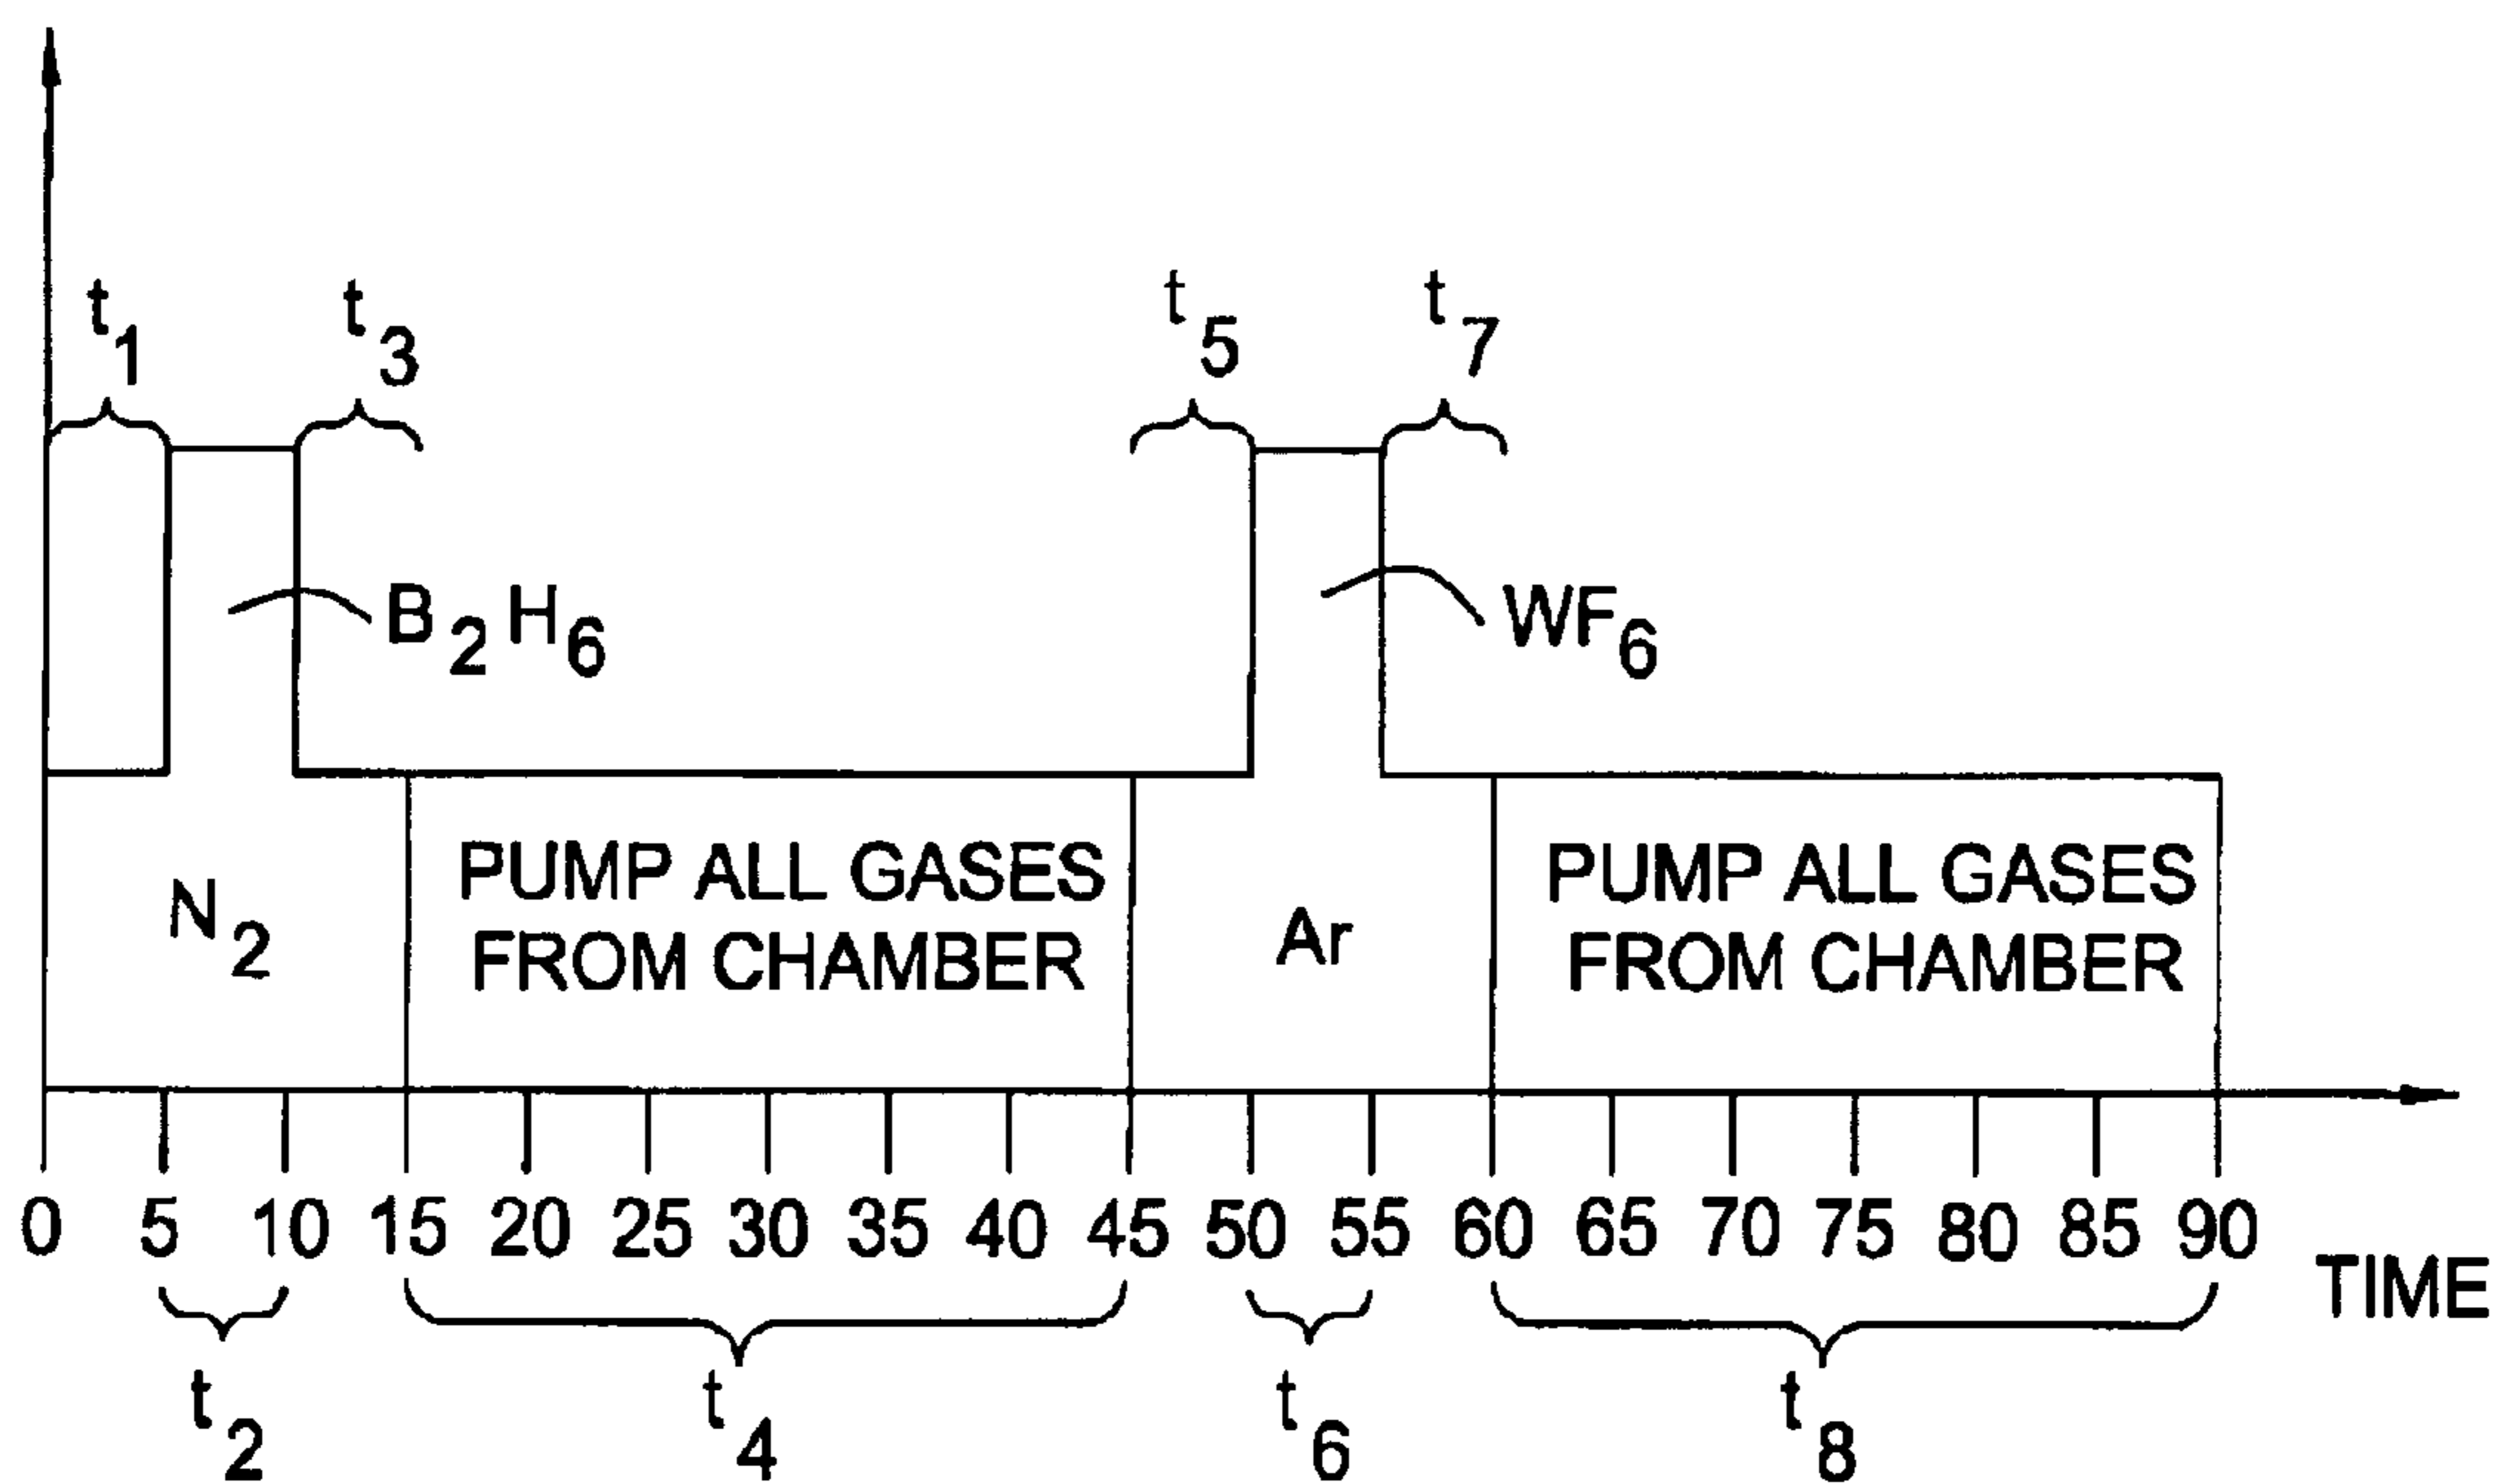 t1 t3 t5 t7
B2H6 WF6
N2
PUMP ALL GASES
FROM CHAMBER
Ar
PUMP ALL GASES
FROM CHAMBER
0 5 10 15 20 25 30 35 40 45 50 55 60 65 70 75 80 85 90
TIME
t2 t4 t6 t8